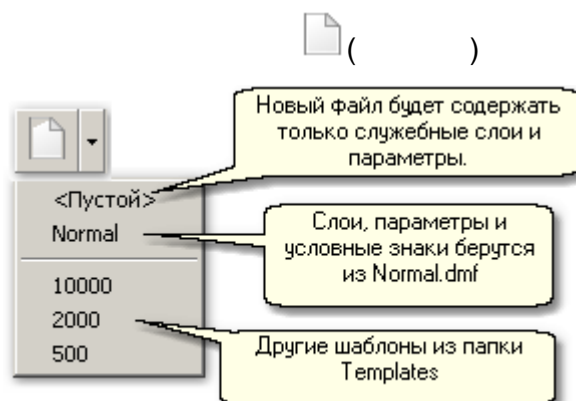 ( )
Новый файл будет содержать
только служебные слои и
параметры.
<Пустой>
Normal
Слои, параметры и
условные знаки берутся
из Normal.dmf
10000
2000
500
Другие шаблоны из папки
Templates